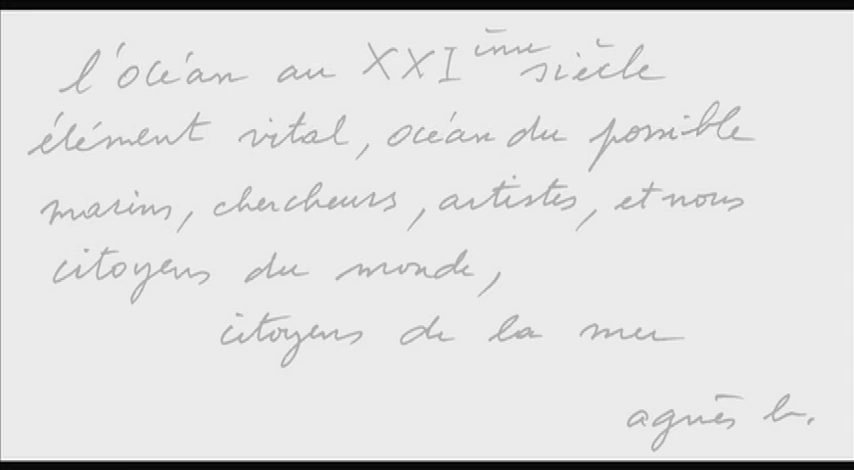 l'océan au XXIème siècle
élément vital, océan du possible
marins, chercheurs, artistes, et nous
citoyens du monde,
citoyens de la mer
agnès b.